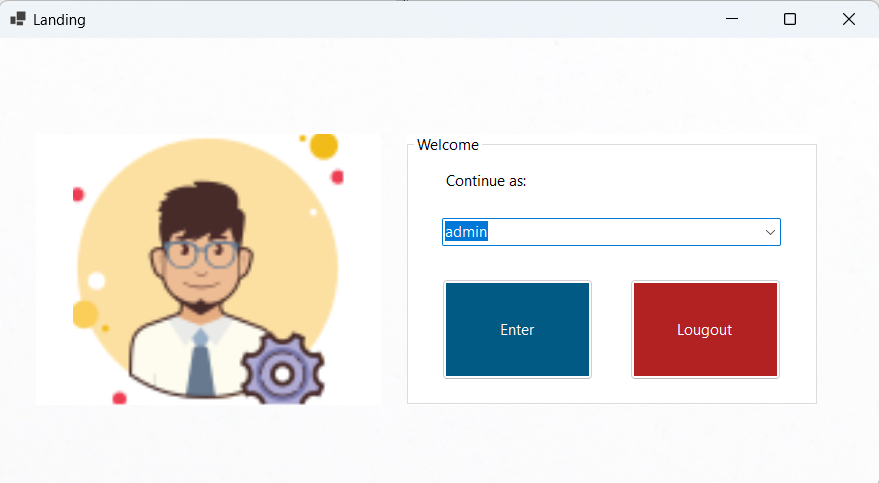 Landing
Welcome
Continue as:
admin
Enter
Lougout